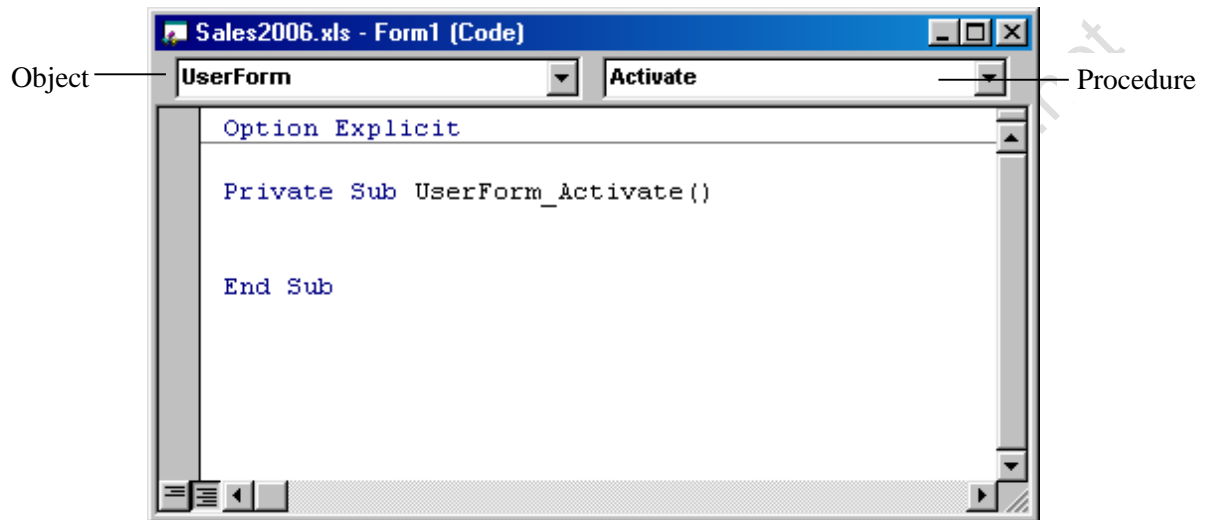 Sales2006.xls - Form1 (Code)
Object
UserForm
Activate
Procedure
Option Explicit
Private Sub UserForm_Activate()
End Sub